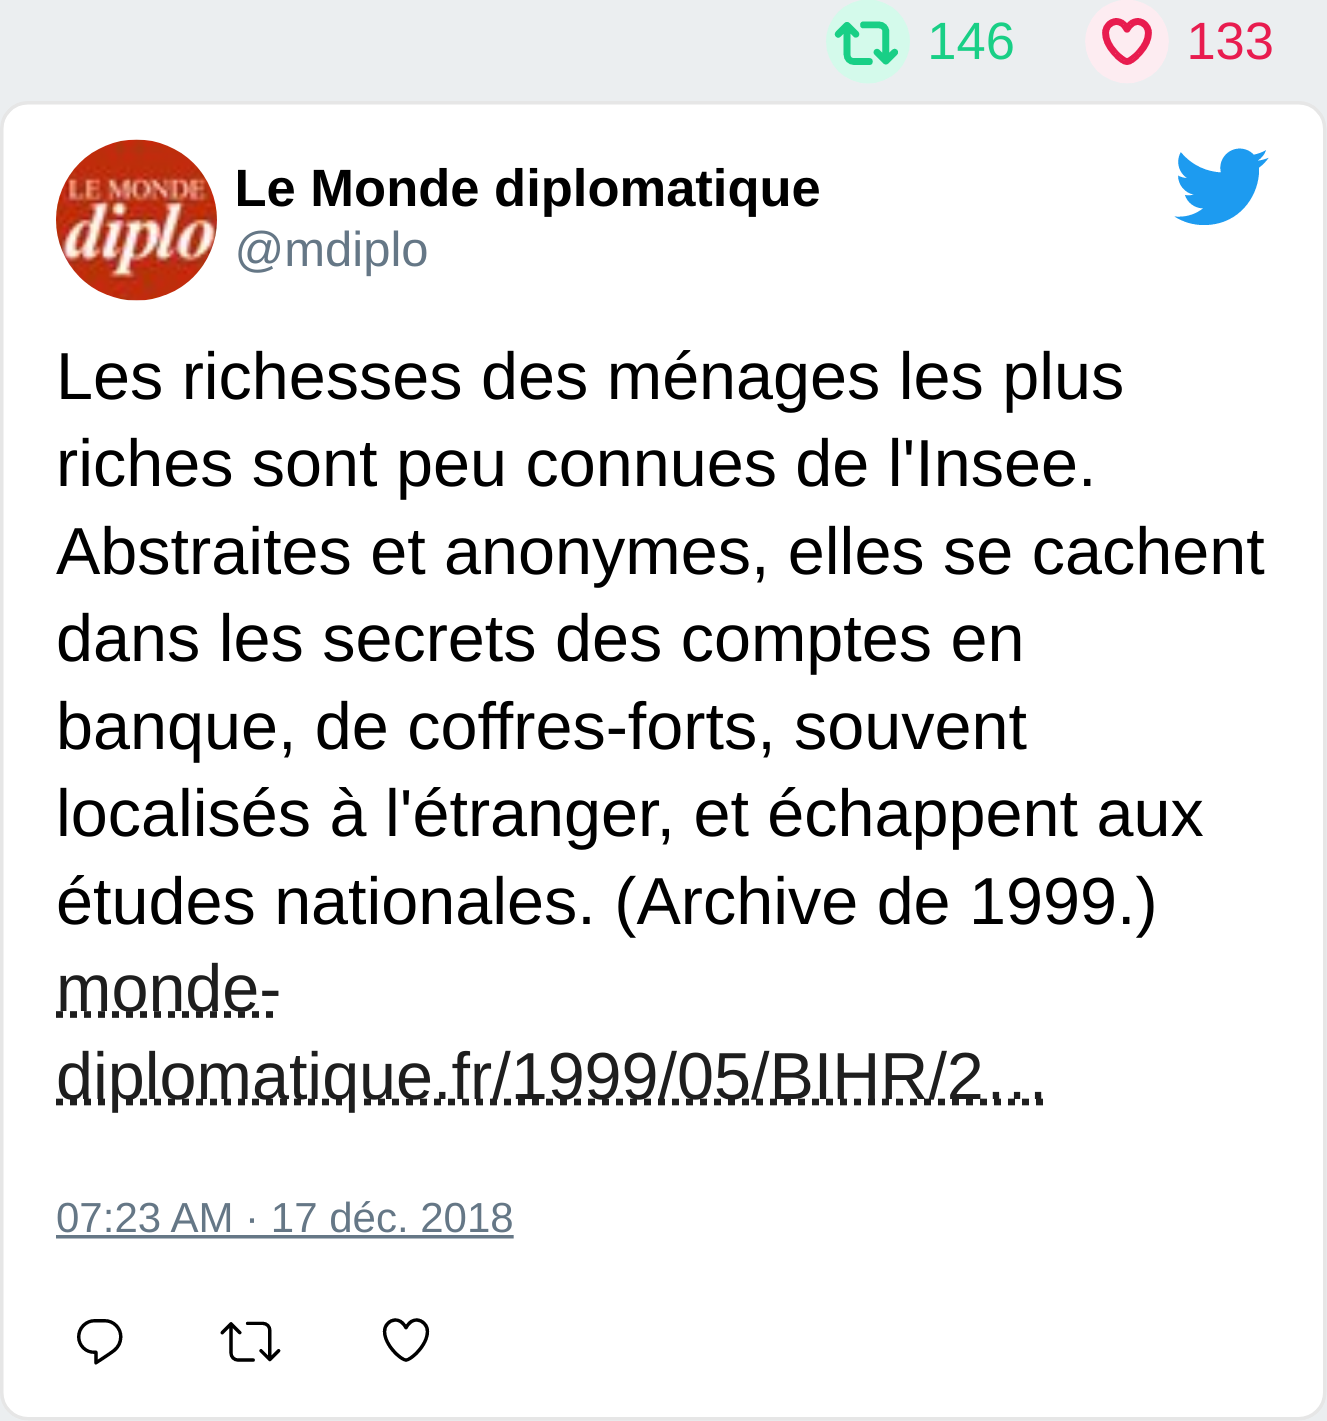 146 133
LE MONDE
diplo
Le Monde diplomatique
@mdiplo
Les richesses des ménages les plus
riches sont peu connues de l'Insee.
Abstraites et anonymes, elles se cachent
dans les secrets des comptes en
banque, de coffres-forts, souvent
localisés à l'étranger, et échappent aux
études nationales. (Archive de 1999.)
monde-
diplomatique.fr/1999/05/BIHR/2…
07:23 AM · 17 déc. 2018